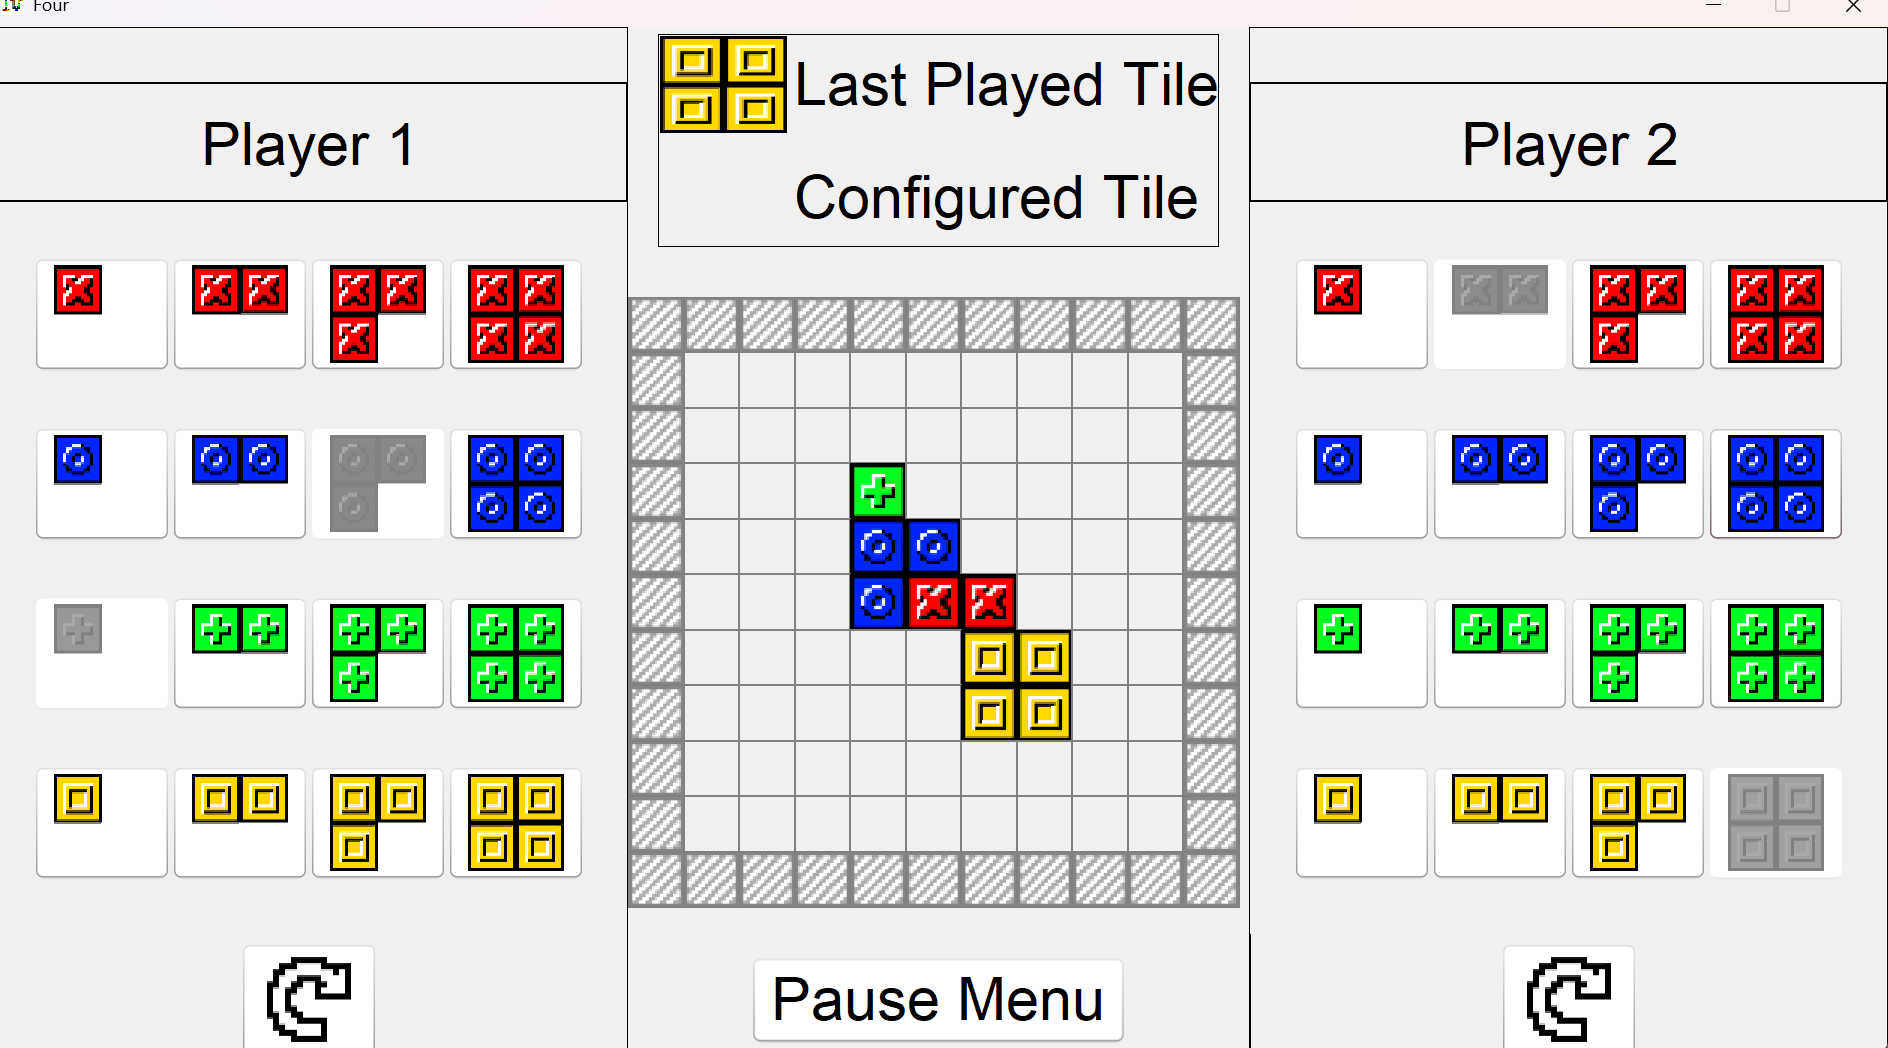 Four
Last Played Tile
Player 1
Player 2
Configured Tile
Pause Menu